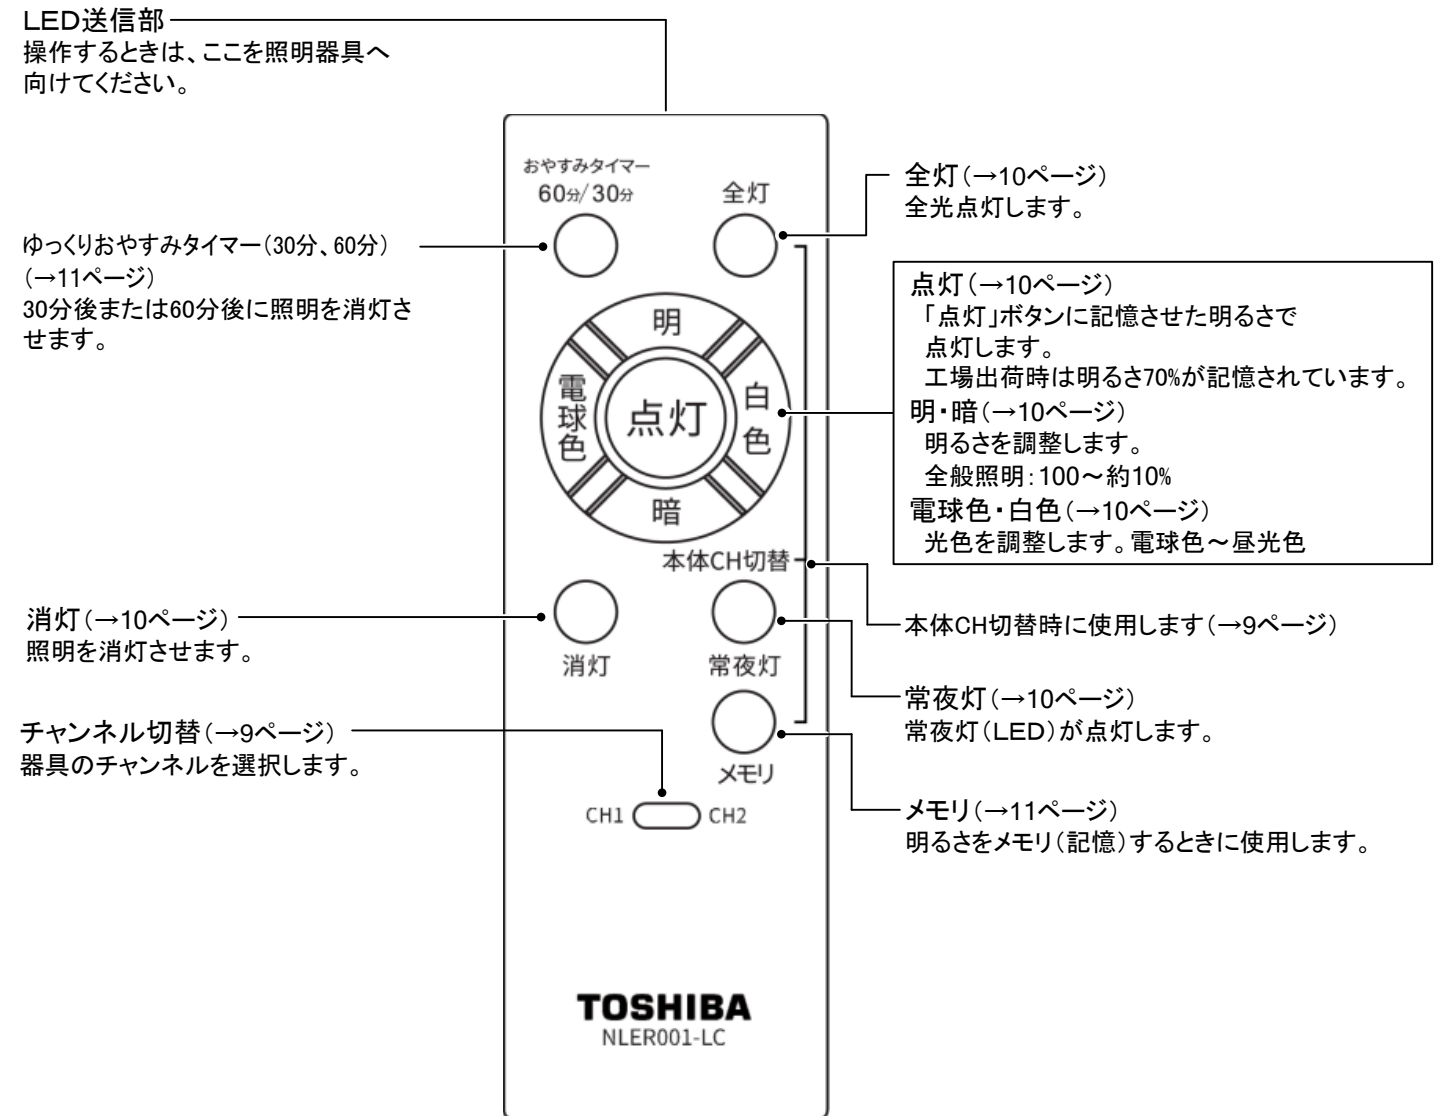 LED送信部
操作するときは、ここを照明器具へ
向けてください。
おやすみタイマー
60分/30分
全灯
全灯(→10ページ)
全光点灯します。
ゆっくりおやすみタイマー(30分、60分)
(→11ページ)
30分後または60分後に照明を消灯さ
せます。
明
電球色
点灯
白色
暗
点灯(→10ページ)
「点灯」ボタンに記憶させた明るさで
点灯します。
工場出荷時は明るさ70%が記憶されています。
明・暗(→10ページ)
明るさを調整します。
全般照明:100～約10%
電球色・白色(→10ページ)
光色を調整します。電球色～昼光色
本体CH切替
消灯(→10ページ)
照明を消灯させます。
消灯
常夜灯
本体CH切替時に使用します(→9ページ)
常夜灯(→10ページ)
常夜灯(LED)が点灯します。
チャンネル切替(→9ページ)
器具のチャンネルを選択します。
メモリ
CH1
CH2
メモリ(→11ページ)
明るさをメモリ(記憶)するときに使用します。
TOSHIBA
NLER001-LC